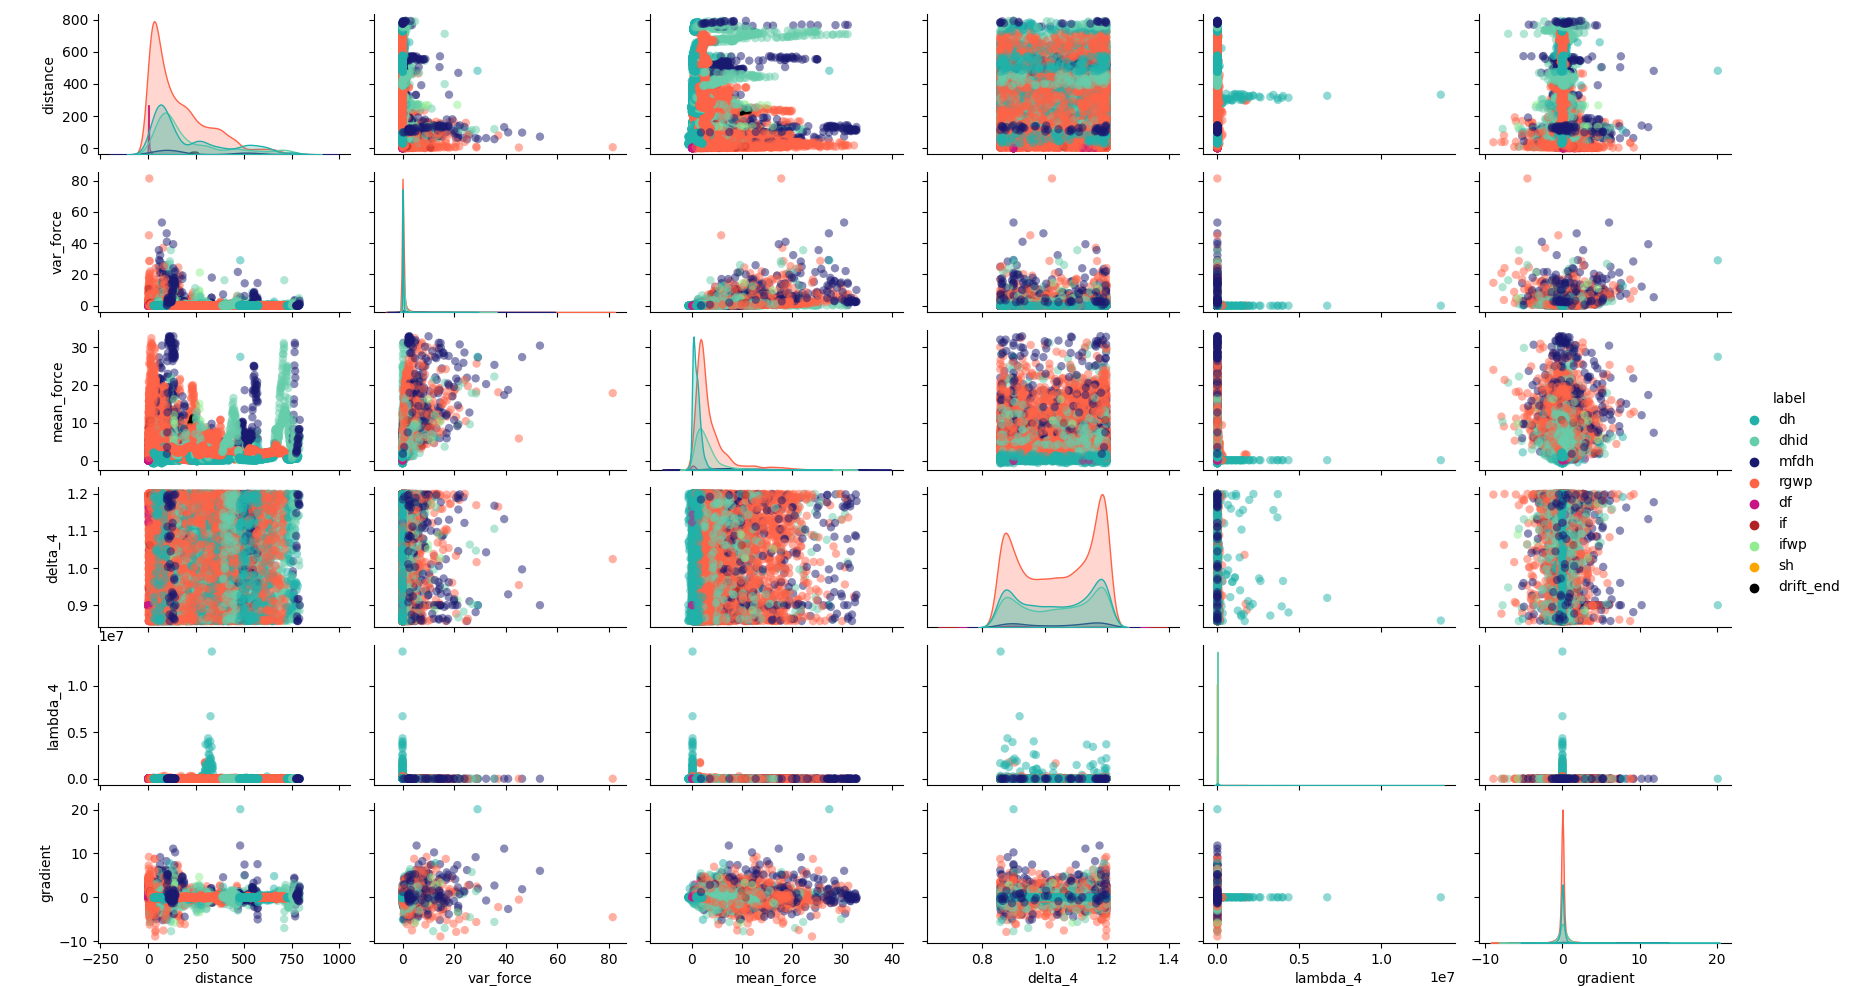 800
600
400
200
0
distance
80
60
40
20
0
var_force
30
20
10
0
mean_force
label
dh
dhid
mfdh
rgwp
df
if
ifwp
sh
drift_end
1.2
1.1
1.0
0.9
delta_4
1e7
1.0
0.5
0.0
lambda_4
20
10
0
−10
gradient
−250 0 250 500 750 1000
distance
0 20 40 60 80
var_force
0 10 20 30 40
mean_force
0.8 1.0 1.2 1.4
delta_4
0.0 0.5 1.0
1e7
lambda_4
−10 0 10 20
gradient